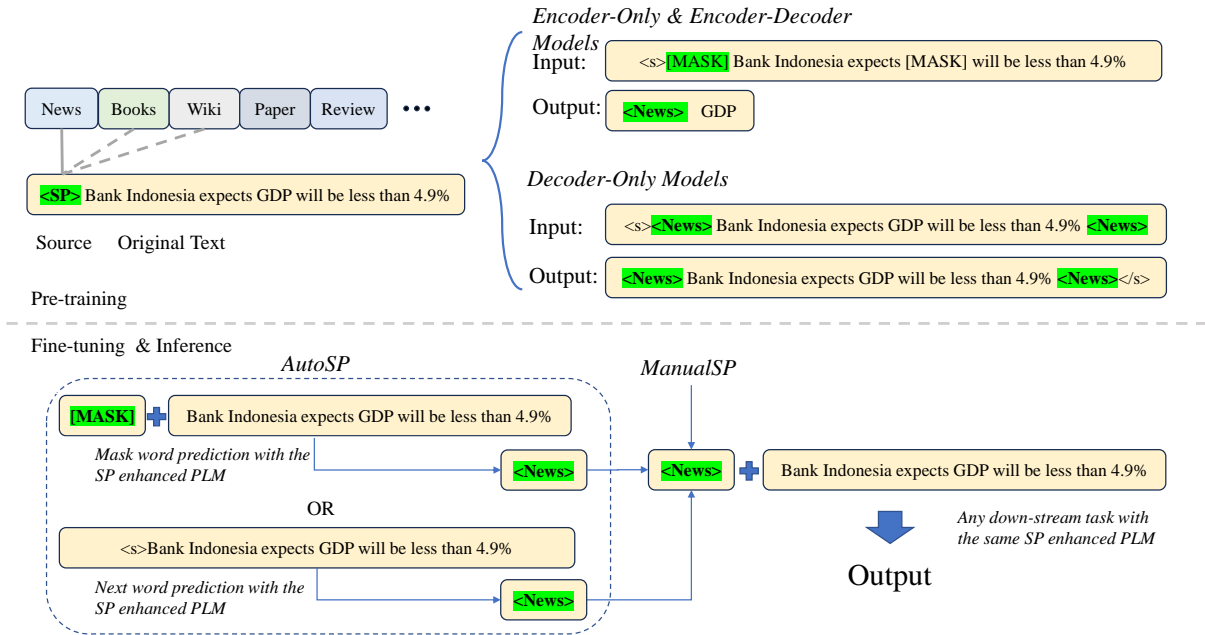 Encoder-Only & Encoder-Decoder
Models
Input:
<s>[MASK] Bank Indonesia expects [MASK] will be less than 4.9%
Output:
<News> GDP
News
Books
Wiki
Paper
Review
...
<SP> Bank Indonesia expects GDP will be less than 4.9%
Source
Original Text
Decoder-Only Models
Input:
<s><News> Bank Indonesia expects GDP will be less than 4.9% <News>
Output:
<News> Bank Indonesia expects GDP will be less than 4.9% <News></s>
Pre-training
Fine-tuning & Inference
AutoSP
[MASK]
Bank Indonesia expects GDP will be less than 4.9%
Mask word prediction with the
SP enhanced PLM
<News>
OR
<s>Bank Indonesia expects GDP will be less than 4.9%
Next word prediction with the
SP enhanced PLM
<News>
ManualSP
<News>
Bank Indonesia expects GDP will be less than 4.9%
Any down-stream task with
the same SP enhanced PLM
Output